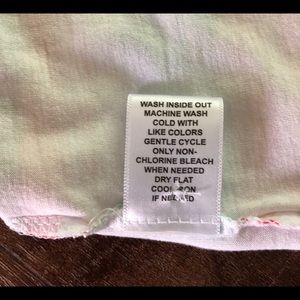 WASH INSIDE OUT
MACHINE WASH
COLD WITH
LIKE COLORS
GENTLE CYCLE
ONLY NON-
CHLORINE BLEACH
WHEN NEEDED
DRY FLAT
COOL IRON
IF NEEDED